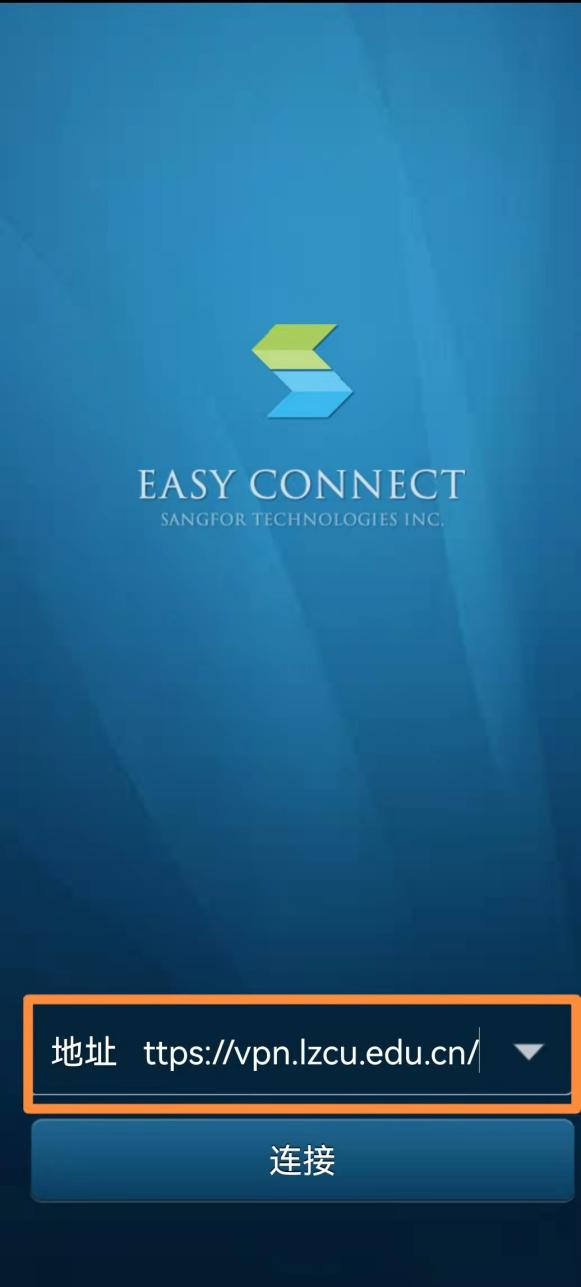 EASY CONNECT
SANGFOR TECHNOLOGIES INC.
地址 ttps://vpn.lzcu.edu.cn/
连接